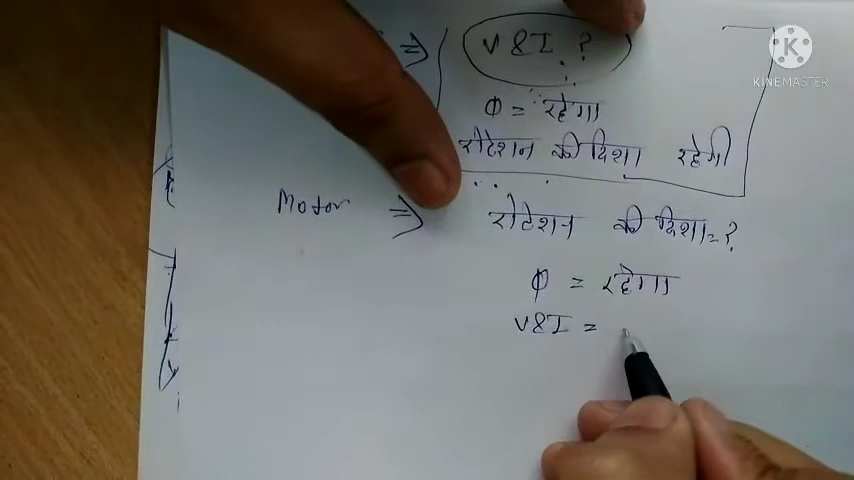 ⇒ V&I ?
KINEMASTER
Φ = रहेगा
रोटेशन की दिशा रहेगी
Motor ⇒ रोटेशन की दिशा = ?
Φ = रहेगा
V&I =